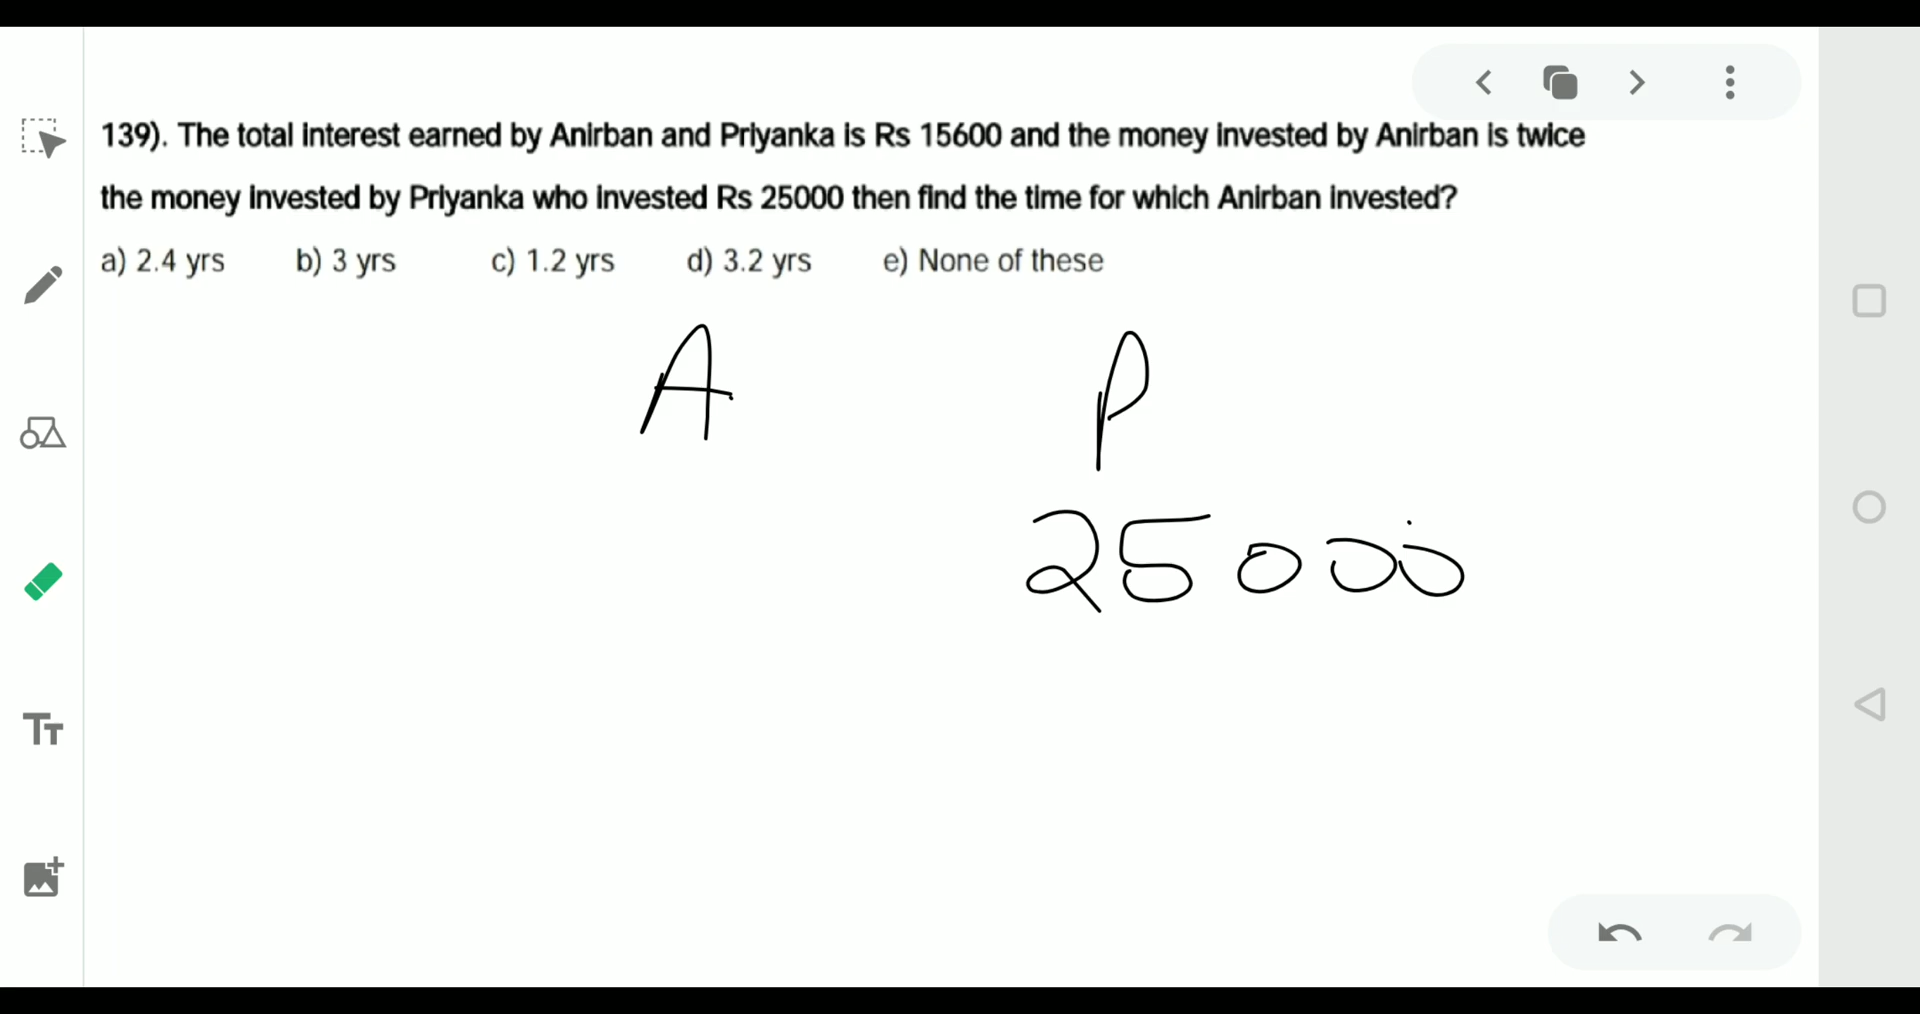 139). The total interest earned by Anirban and Priyanka is Rs 15600 and the money invested by Anirban is twice
the money invested by Priyanka who invested Rs 25000 then find the time for which Anirban invested?
a) 2.4 yrs b) 3 yrs c) 1.2 yrs d) 3.2 yrs e) None of these
A P
25000
TT